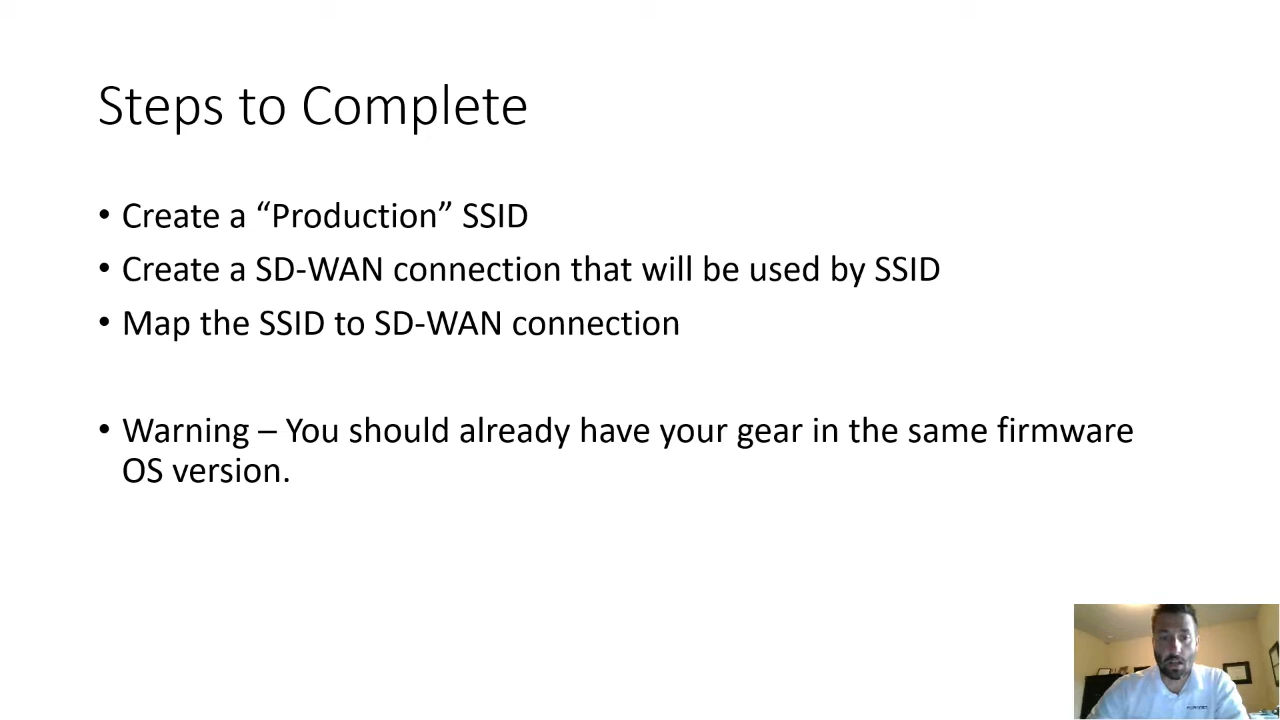 Steps to Complete
• Create a “Production” SSID
• Create a SD-WAN connection that will be used by SSID
• Map the SSID to SD-WAN connection
• Warning – You should already have your gear in the same firmware
OS version.